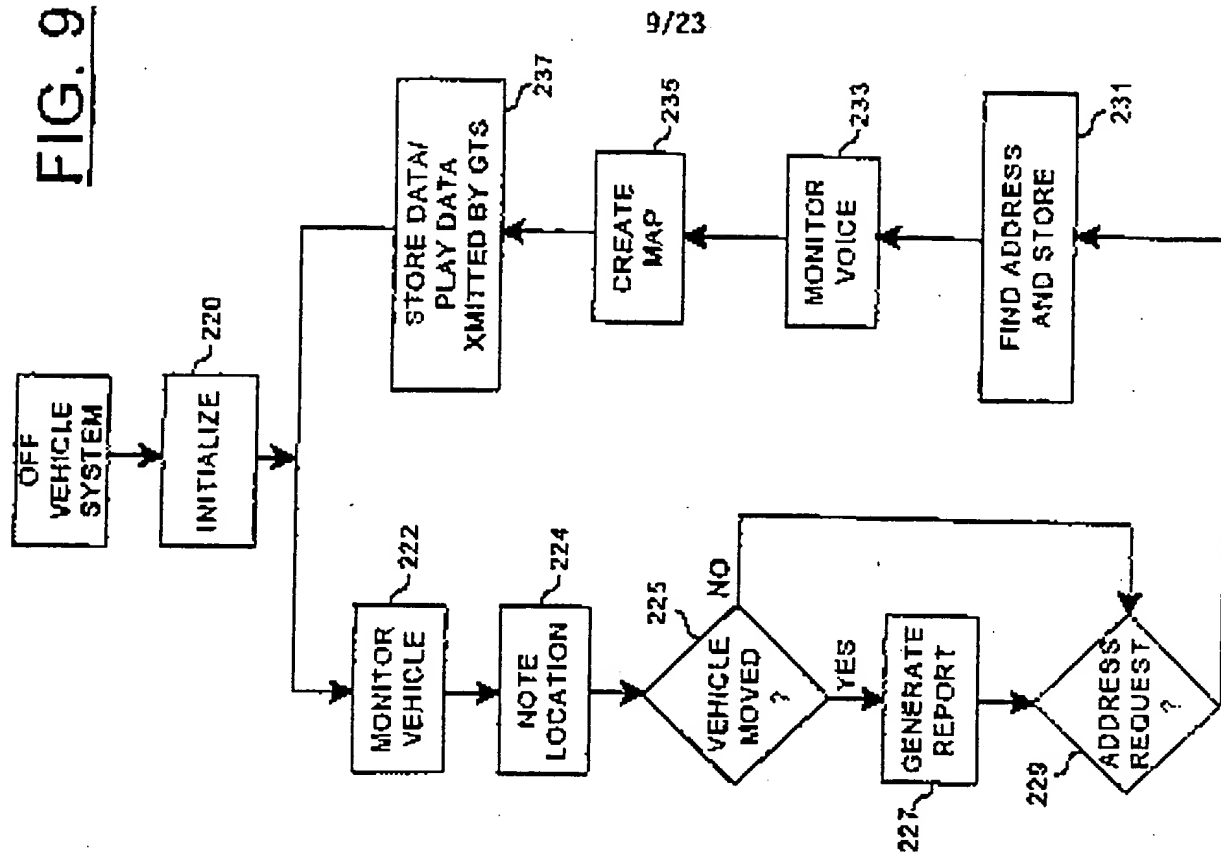 FIG. 9
9/23
OFF
VEHICLE
SYSTEM
220
INITIALIZE
222
MONITOR
VEHICLE
224
NOTE
LOCATION
225
VEHICLE
MOVED
?
NO
YES
GENERATE
REPORT
227
ADDRESS
REQUEST
?
229
231
FIND ADDRESS
AND STORE
233
MONITOR
VOICE
235
CREATE
MAP
237
STORE DATA/
PLAY DATA
XMITTED BY GTS